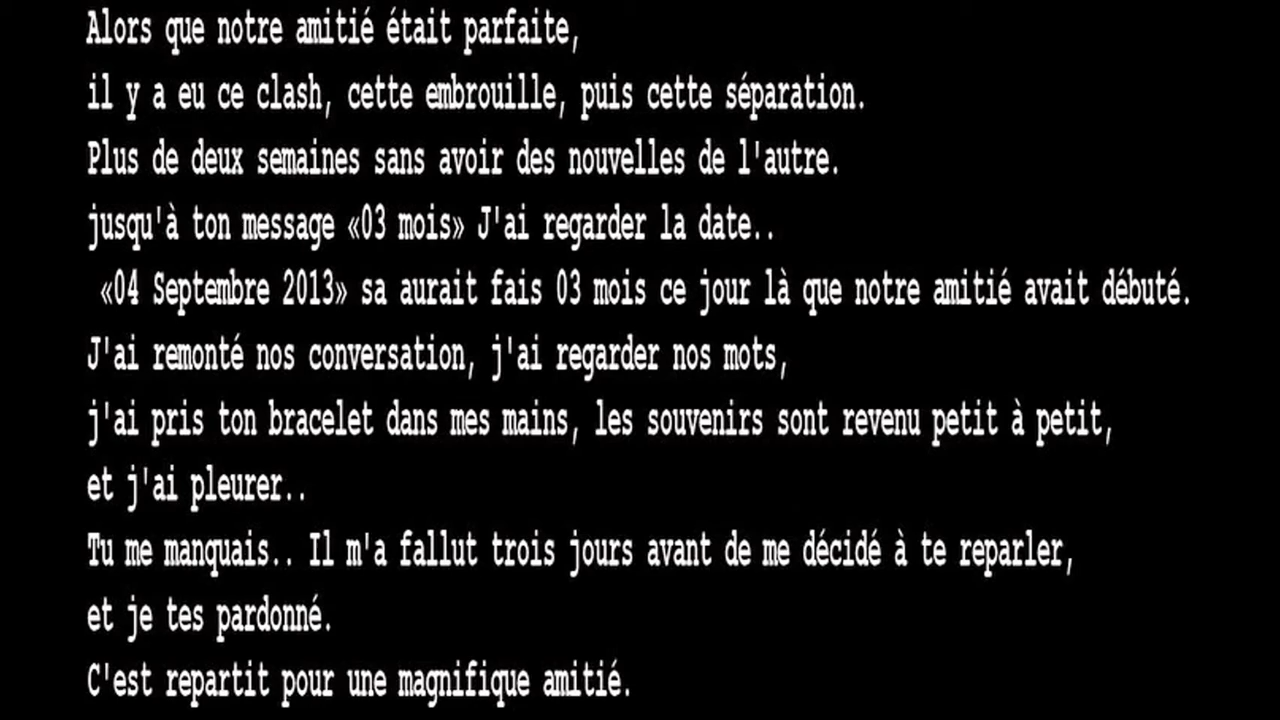 Alors que notre amitié était parfaite,
il y a eu ce clash, cette embrouille, puis cette séparation.
Plus de deux semaines sans avoir des nouvelles de l'autre.
jusqu'à ton message «03 mois» J'ai regarder la date..
«04 Septembre 2013» sa aurait fais 03 mois ce jour là que notre amitié avait débuté.
J'ai remonté nos conversation, j'ai regarder nos mots,
j'ai pris ton bracelet dans mes mains, les souvenirs sont revenu petit à petit,
et j'ai pleurer..
Tu me manquais.. Il m'a fallut trois jours avant de me décidé à te reparler,
et je tes pardonné.
C'est repartit pour une magnifique amitié.